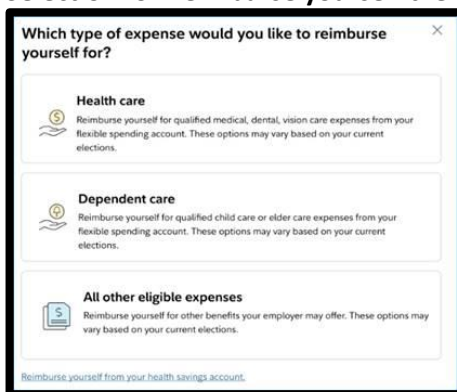 Which type of expense would you like to reimburse
yourself for?
Health care
Reimburse yourself for qualified medical, dental, vision care expenses from your
flexible spending account. These options may vary based on your current
elections.
Dependent care
Reimburse yourself for qualified child care or elder care expenses from your
flexible spending account. These options may vary based on your current
elections.
All other eligible expenses
Reimburse yourself for other benefits your employer may offer. These options may
vary based on your current elections.
Reimburse yourself from your health savings account.